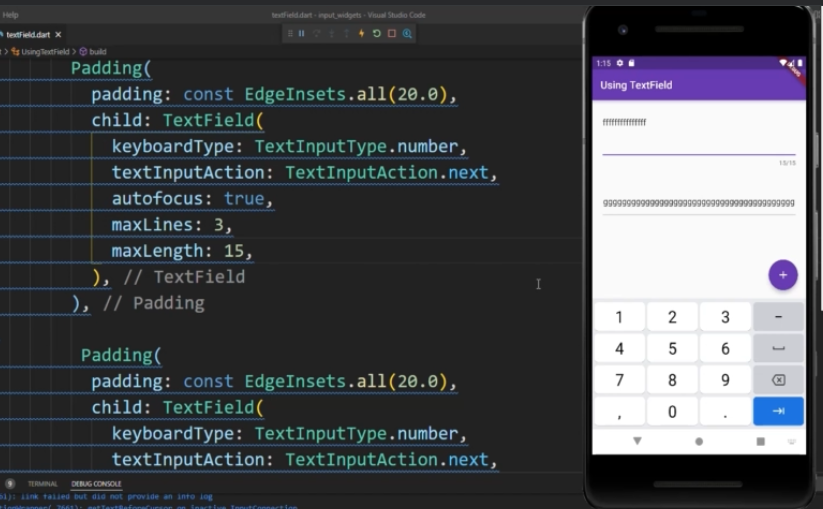 Help
textField.dart - input_widgets - Visual Studio Code
textField.dart ×
UsingTextField > build
Padding(
padding: const EdgeInsets.all(20.0),
child: TextField(
keyboardType: TextInputType.number,
textInputAction: TextInputAction.next,
autofocus: true,
maxLines: 3,
maxLength: 15,
), // TextField
), // Padding
Padding(
padding: const EdgeInsets.all(20.0),
child: TextField(
keyboardType: TextInputType.number,
textInputAction: TextInputAction.next,
9 TERMINAL DEBUG CONSOLE
61): link failed but did not provide an info log
1:15
Using TextField
15/15
1 2 3 -
4 5 6
7 8 9
, 0 .